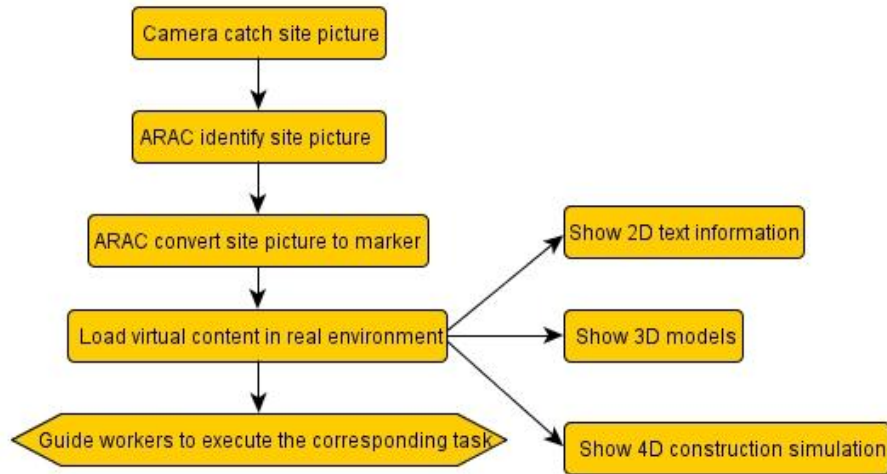 Camera catch site picture
ARAC identify site picture
ARAC convert site picture to marker
Show 2D text information
Load virtual content in real environment
Show 3D models
Guide workers to execute the corresponding task
Show 4D construction simulation